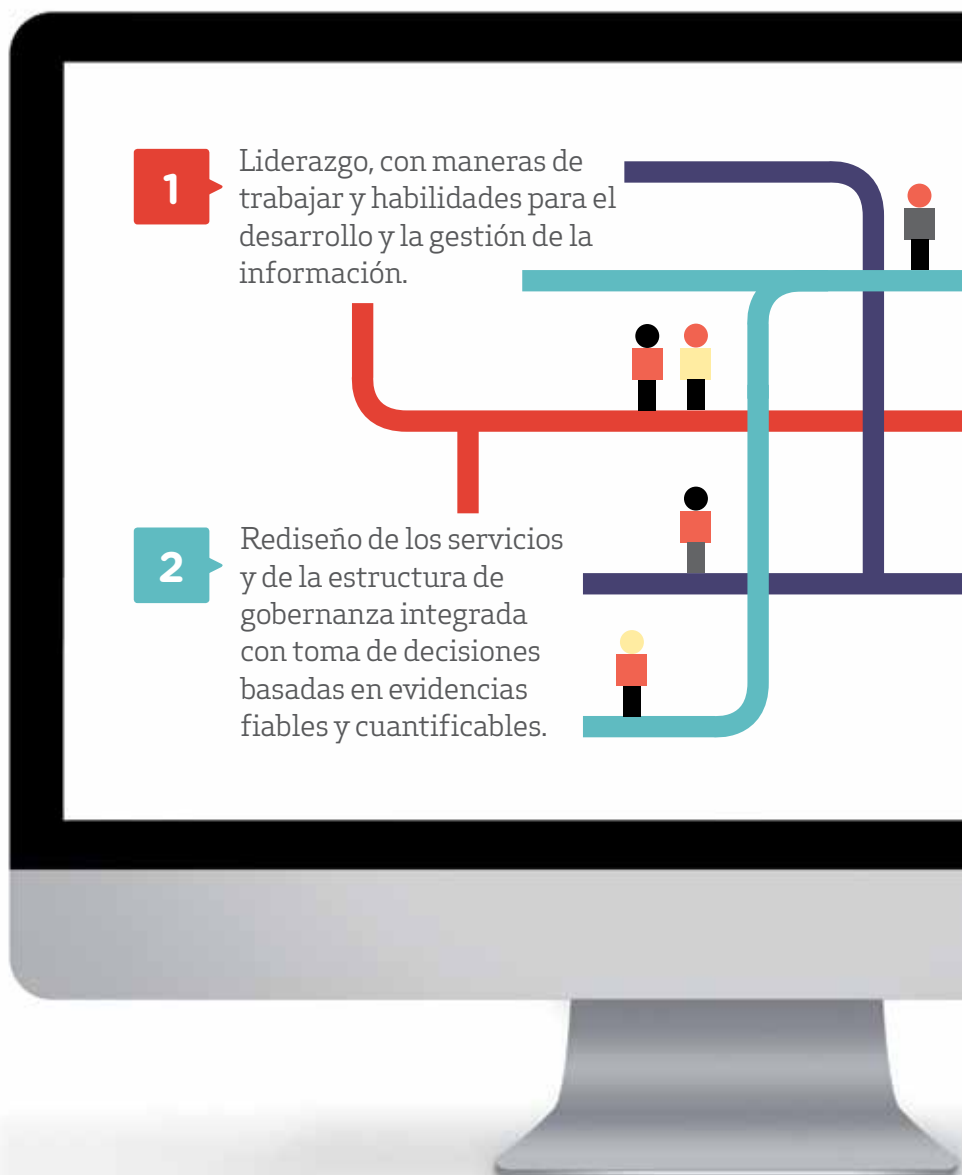 1
Liderazgo, con maneras de
trabajar y habilidades para el
desarrollo y la gestión de la
información.
2
Rediseño de los servicios
y de la estructura de
gobernanza integrada
con toma de decisiones
basadas en evidencias
fiables y cuantificables.